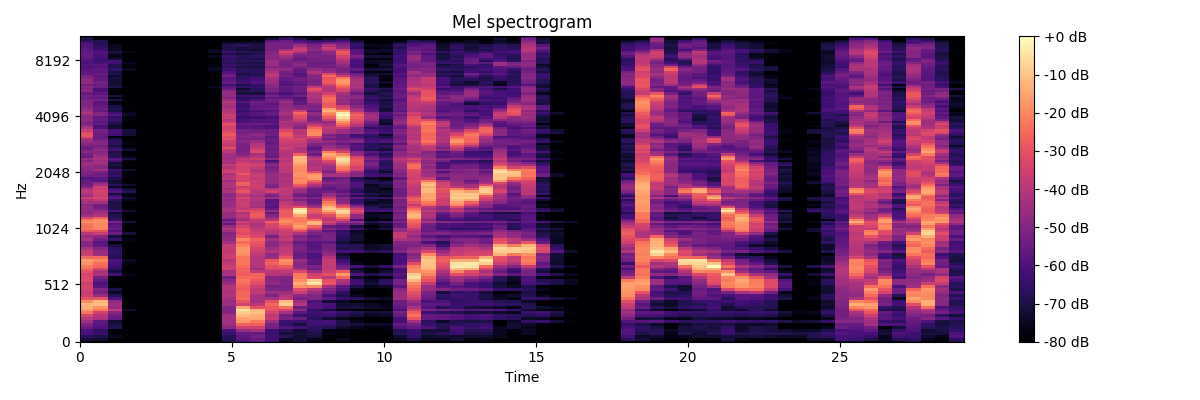 Mel spectrogram
Hz
8192
4096
2048
1024
512
0
0 5 10 15 20 25
Time
+0 dB
-10 dB
-20 dB
-30 dB
-40 dB
-50 dB
-60 dB
-70 dB
-80 dB